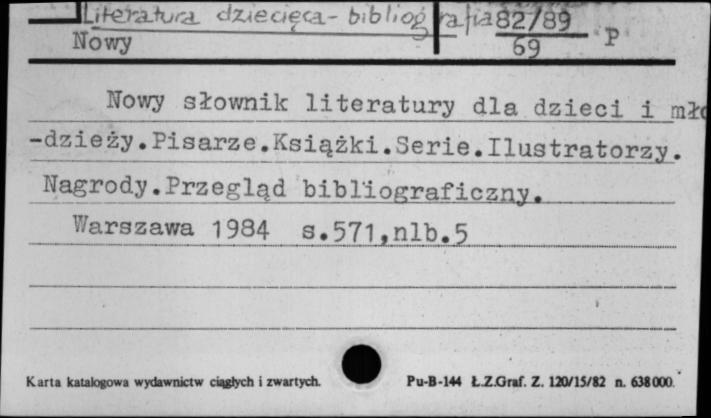 Literatura dziecięca - bibliografia 82/89
Nowy 69 P
Nowy słownik literatury dla dzieci i mło
-dzieży.Pisarze.Książki.Serie.Ilustratorzy.
Nagrody.Przegląd bibliograficzny.
Warszawa 1984 s.571,nlb.5
Karta katalogowa wydawnictw ciągłych i zwartych. Pu-B-144 Ł.Z.Graf. Z. 120/15/82 n. 638000.